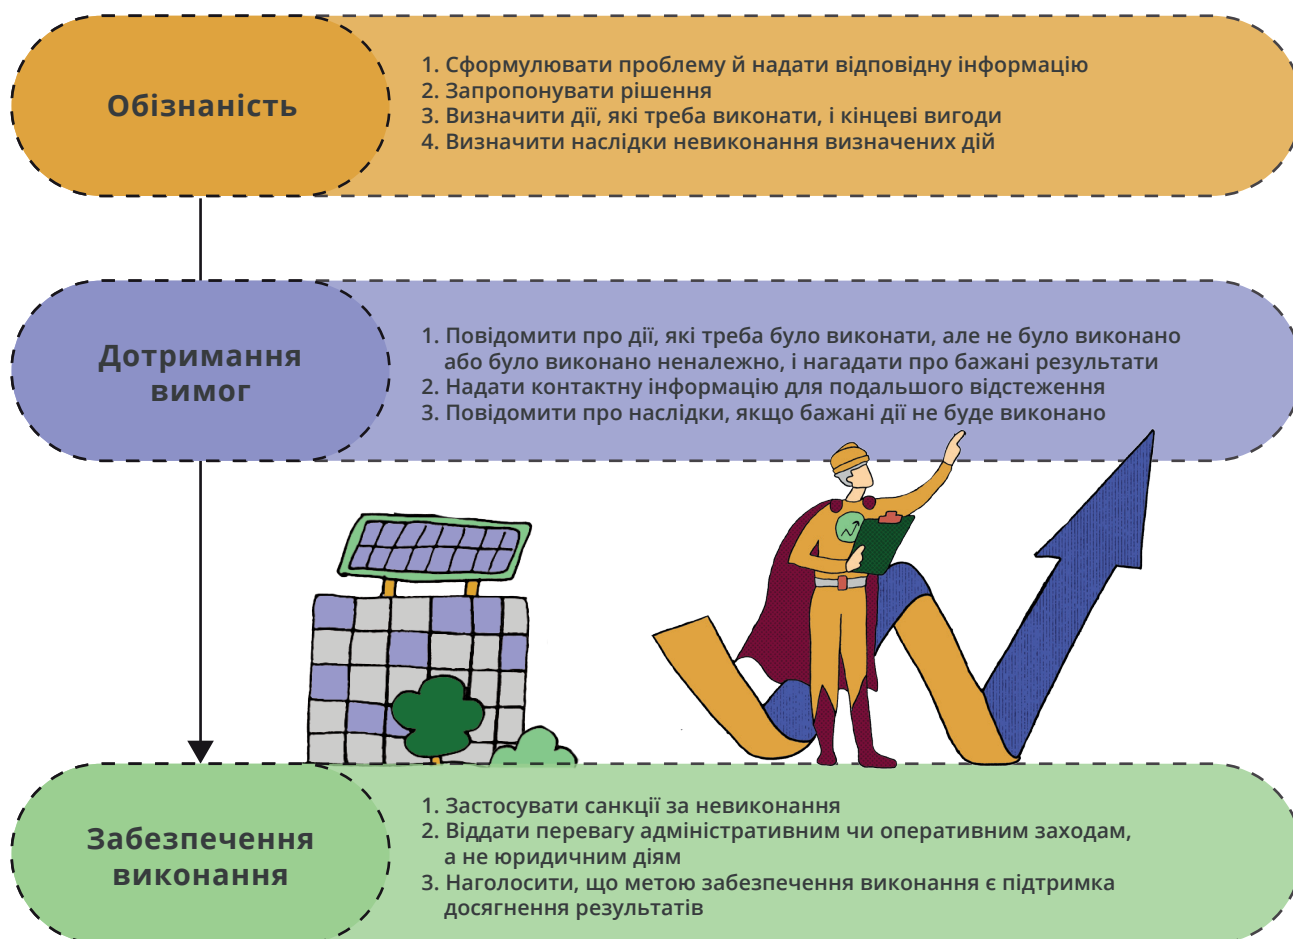 Обізнаність
1. Сформулювати проблему й надати відповідну інформацію
2. Запропонувати рішення
3. Визначити дії, які треба виконати, і кінцеві вигоди
4. Визначити наслідки невиконання визначених дій
Дотримання
вимог
1. Повідомити про дії, які треба було виконати, але не було виконано
або було виконано неналежно, і нагадати про бажані результати
2. Надати контактну інформацію для подальшого відстеження
3. Повідомити про наслідки, якщо бажані дії не буде виконано
Забезпечення
виконання
1. Застосувати санкції за невиконання
2. Віддати перевагу адміністративним чи оперативним заходам,
а не юридичним діям
3. Наголосити, що метою забезпечення виконання є підтримка
досягнення результатів